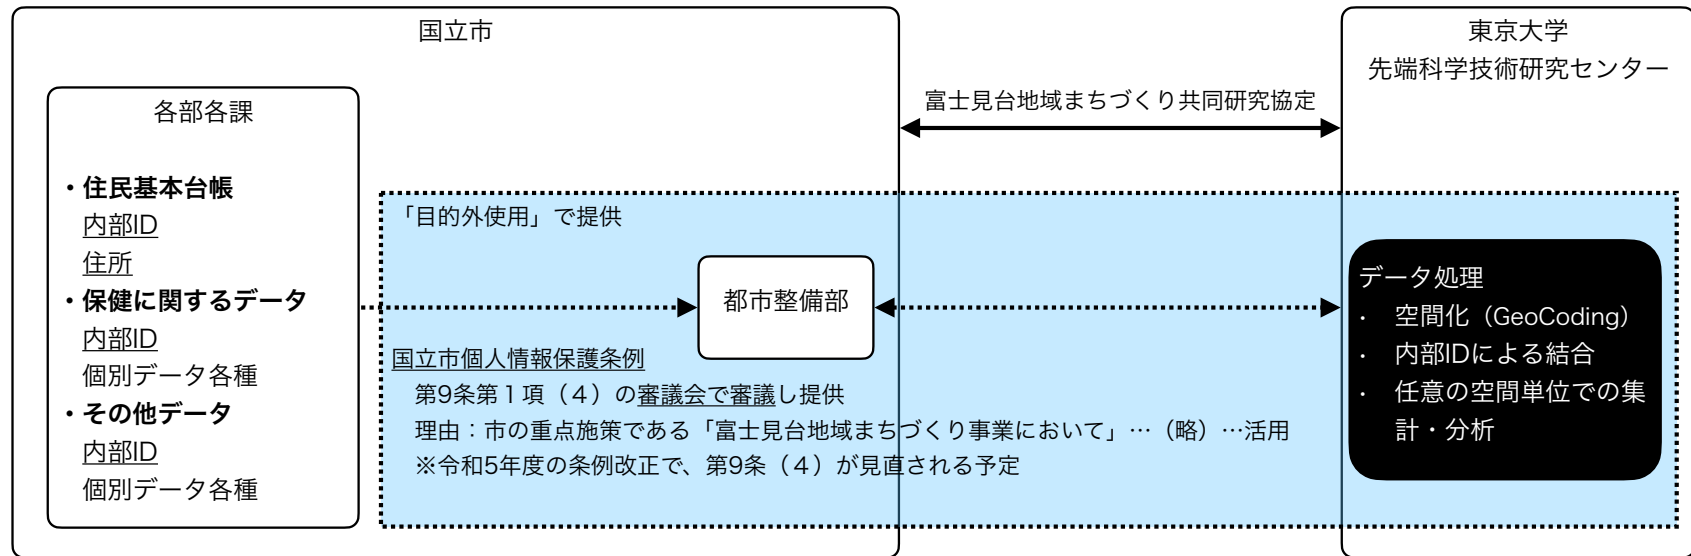 国立市
各部各課
・住民基本台帳
内部ID
住所
・保健に関するデータ
内部ID
個別データ各種
・その他データ
内部ID
個別データ各種
「目的外使用」で提供
都市整備部
国立市個人情報保護条例
第9条第1項（4）の審議会で審議し提供
理由：市の重点施策である「富士見台地域まちづくり事業において」…（略）…活用
※令和5年度の条例改正で、第9条（4）が見直される予定
富士見台地域まちづくり共同研究協定
東京大学
先端科学技術研究センター
データ処理
・ 空間化（GeoCoding）
・ 内部IDによる結合
・ 任意の空間単位での集
計・分析